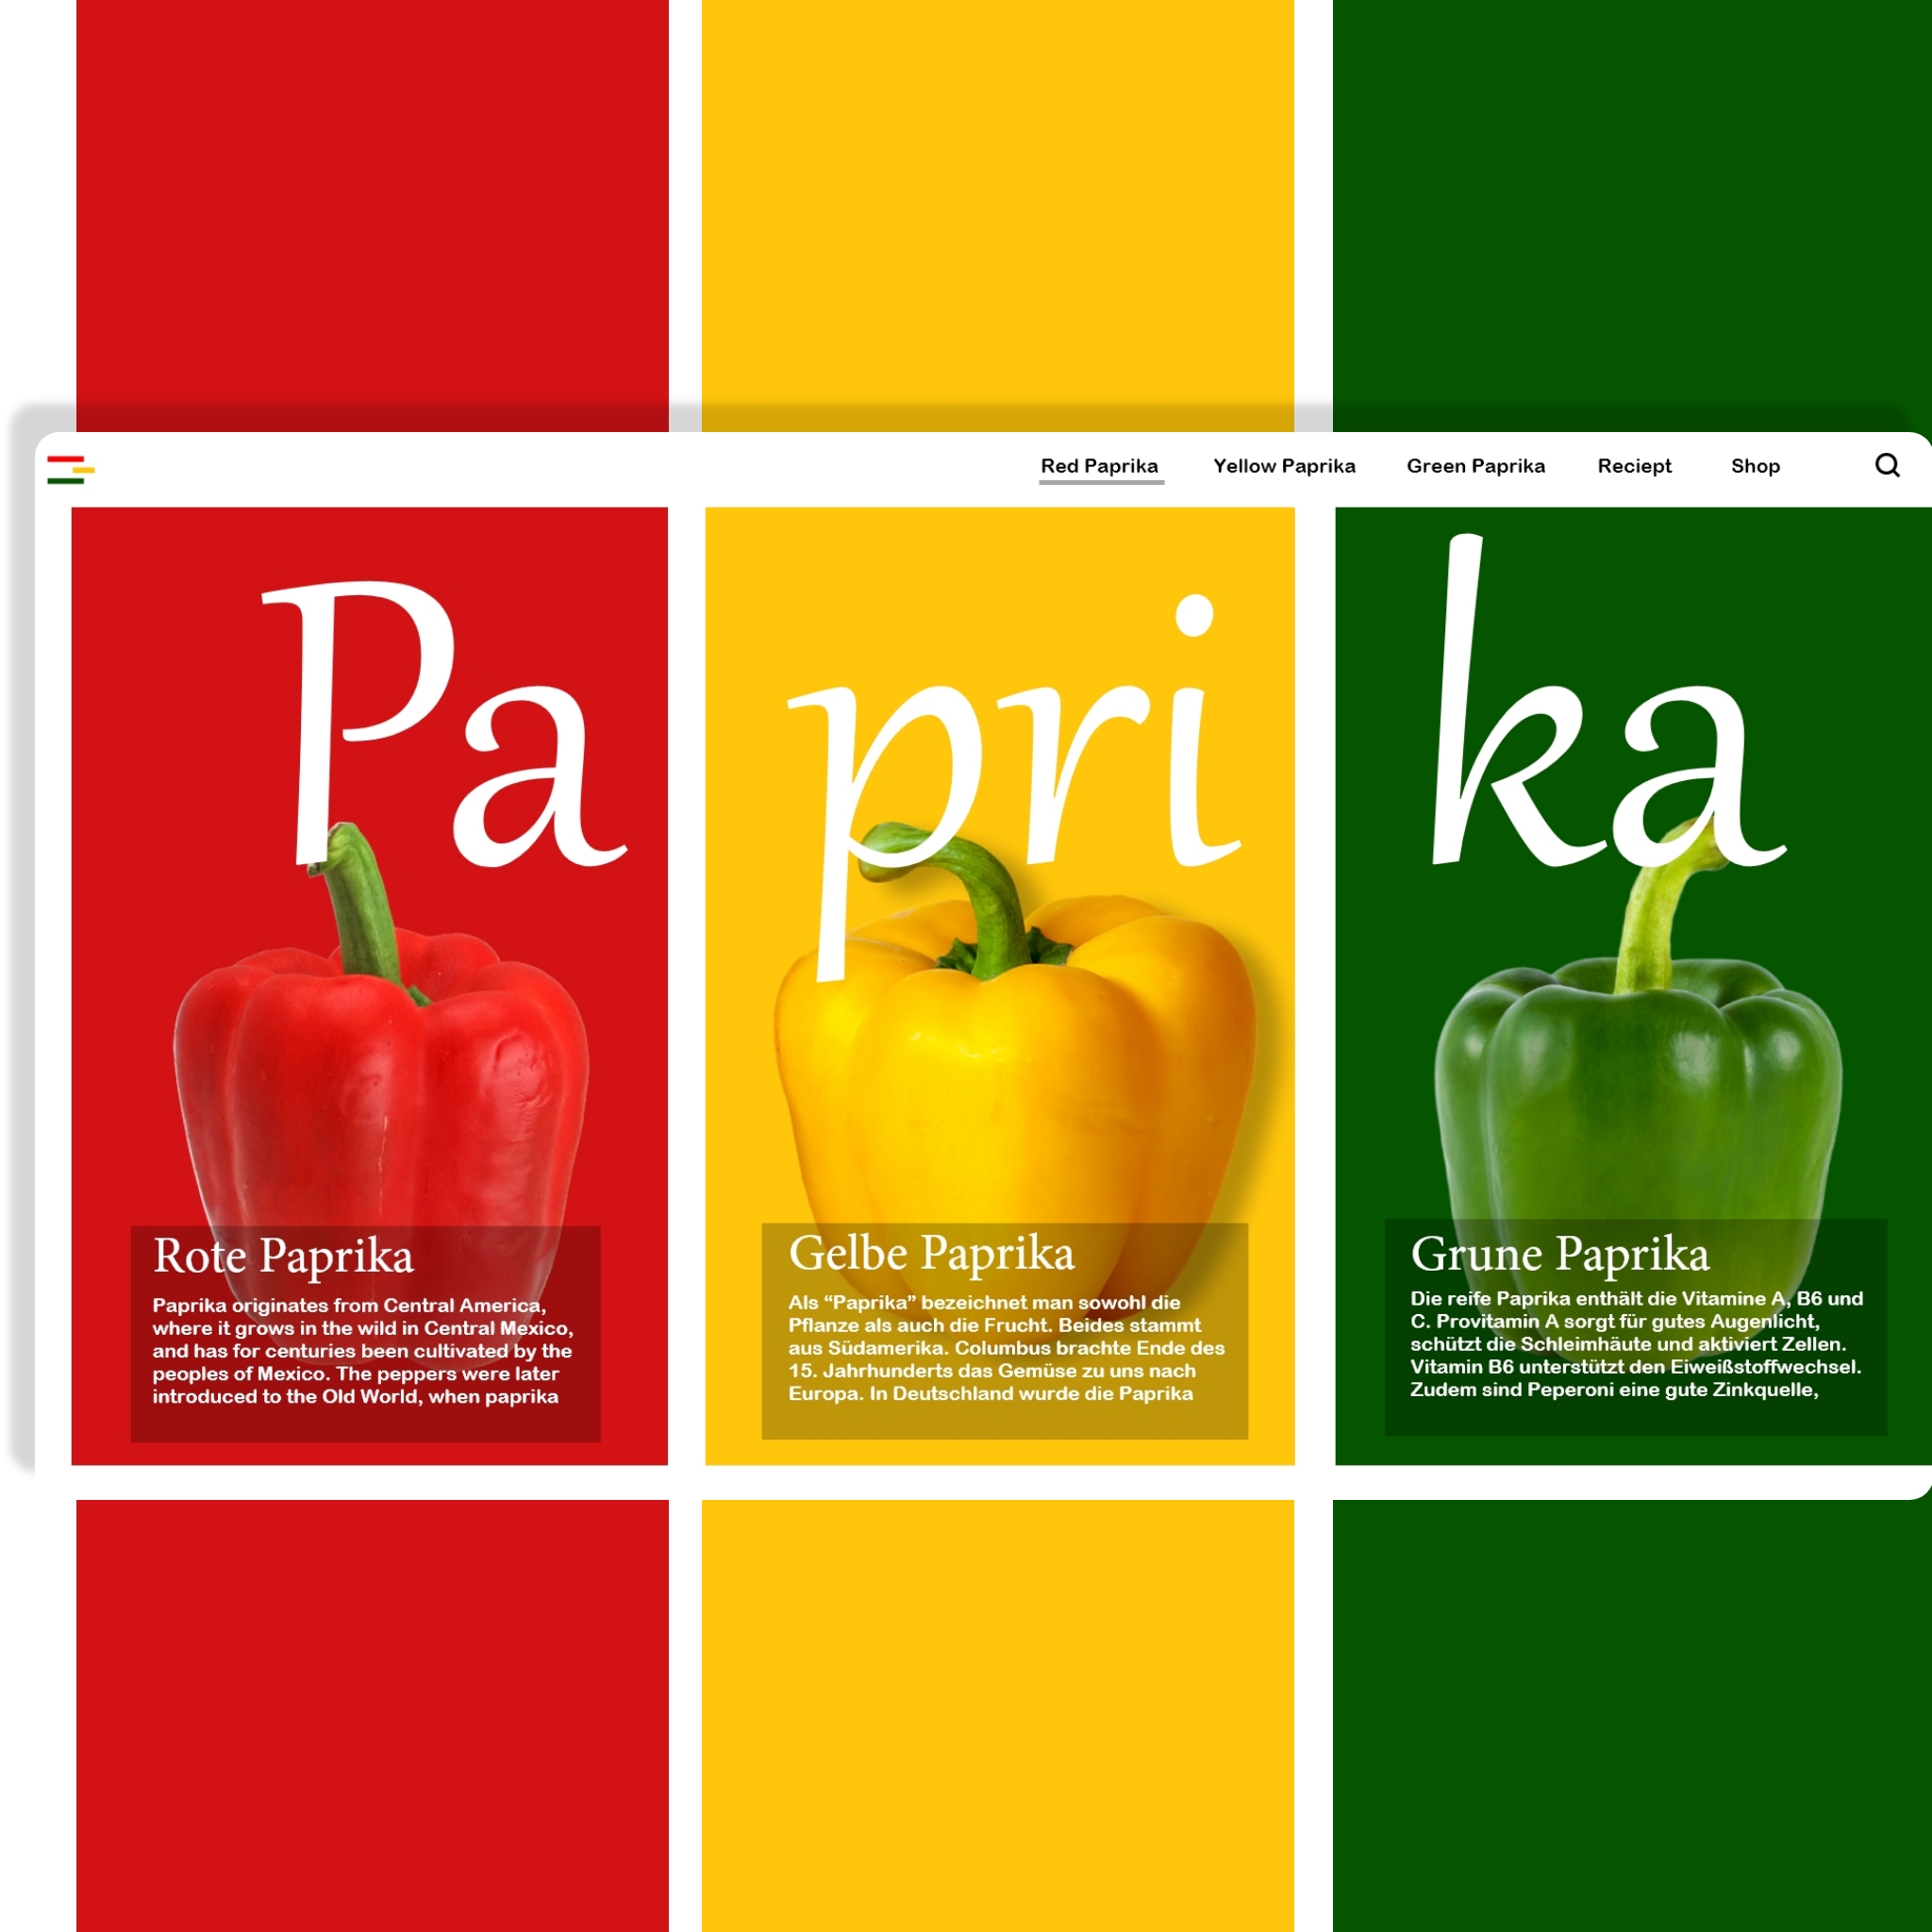 Red Paprika Yellow Paprika Green Paprika Reciept Shop
Pa
pri
ka
Rote Paprika
Paprika originates from Central America,
where it grows in the wild in Central Mexico,
and has for centuries been cultivated by the
peoples of Mexico. The peppers were later
introduced to the Old World, when paprika
Gelbe Paprika
Als “Paprika” bezeichnet man sowohl die
Pflanze als auch die Frucht. Beides stammt
aus Südamerika. Columbus brachte Ende des
15. Jahrhunderts das Gemüse zu uns nach
Europa. In Deutschland wurde die Paprika
Grune Paprika
Die reife Paprika enthält die Vitamine A, B6 und
C. Provitamin A sorgt für gutes Augenlicht,
schützt die Schleimhäute und aktiviert Zellen.
Vitamin B6 unterstützt den Eiweißstoffwechsel.
Zudem sind Peperoni eine gute Zinkquelle,